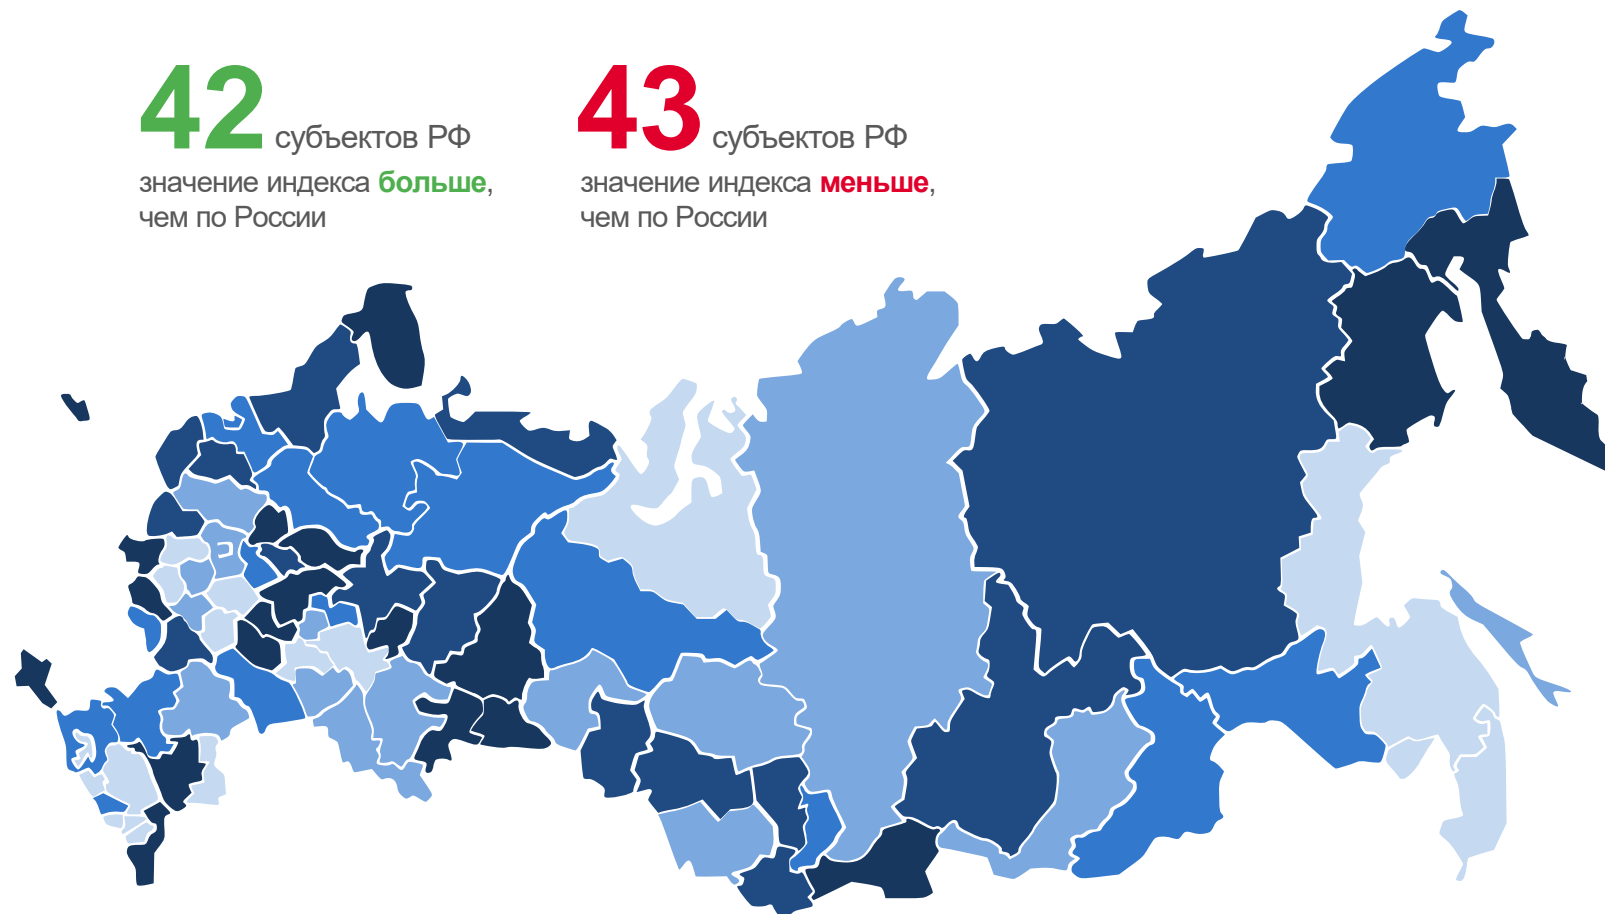 42 субъектов РФ
значение индекса больше,
чем по России
43 субъектов РФ
значение индекса меньше,
чем по России